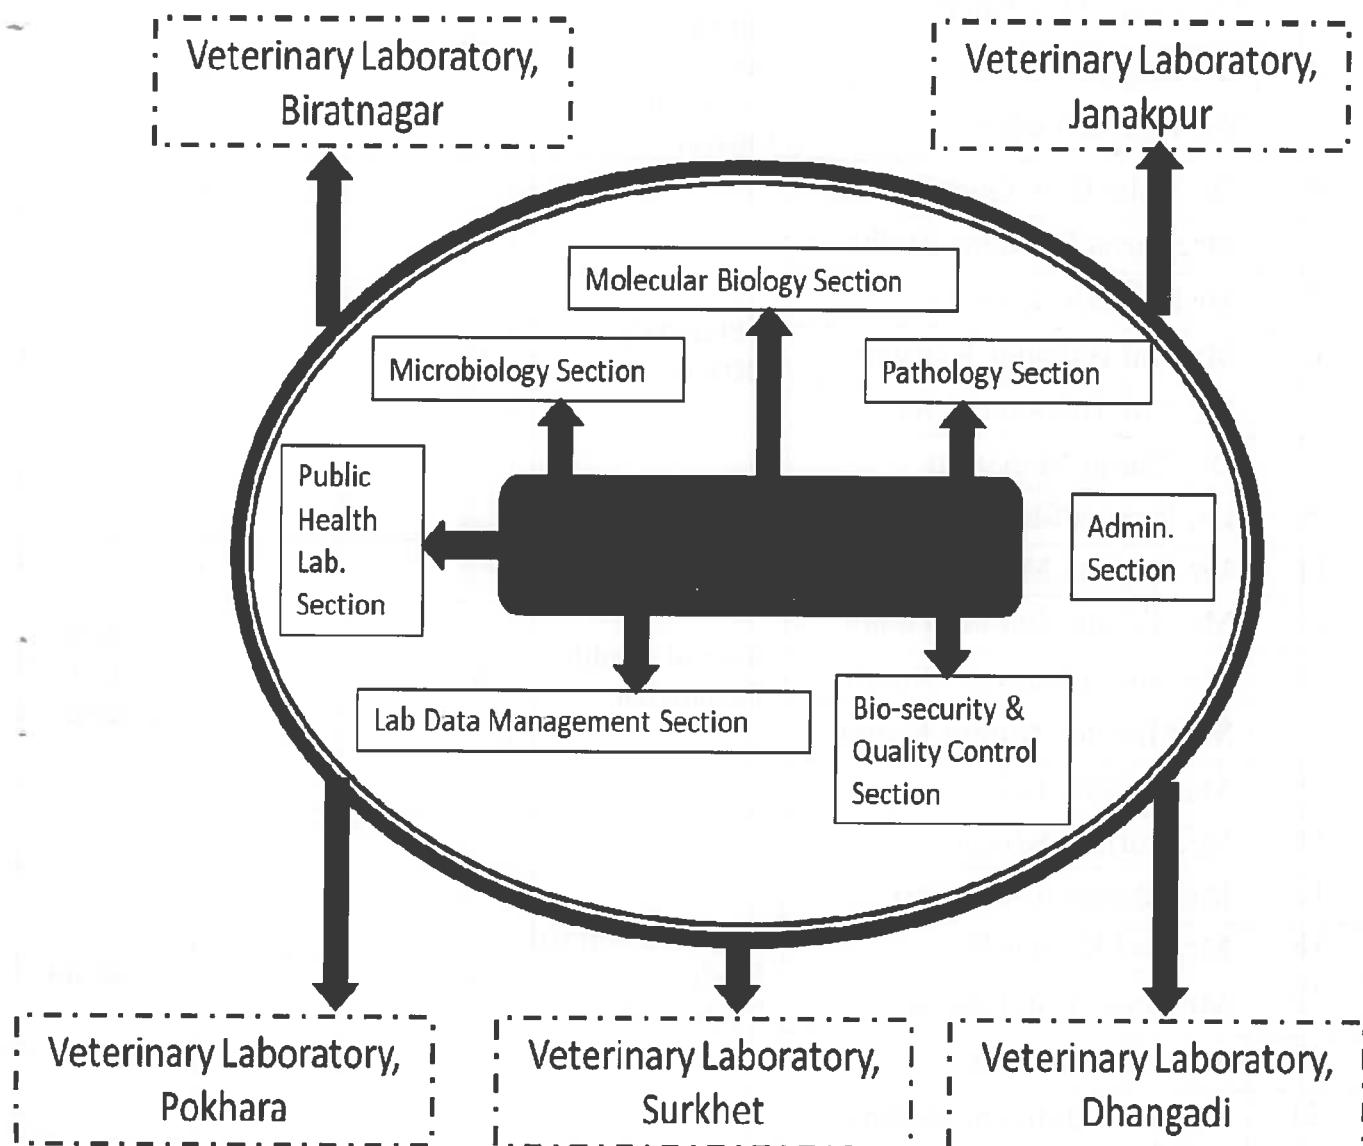 Veterinary Laboratory,
Biratnagar
Veterinary Laboratory,
Janakpur
Molecular Biology Section
Microbiology Section
Pathology Section
Public
Health
Lab.
Section
Admin.
Section
Lab Data Management Section
Bio-security &
Quality Control
Section
Veterinary Laboratory,
Pokhara
Veterinary Laboratory,
Surkhet
Veterinary Laboratory,
Dhangadi